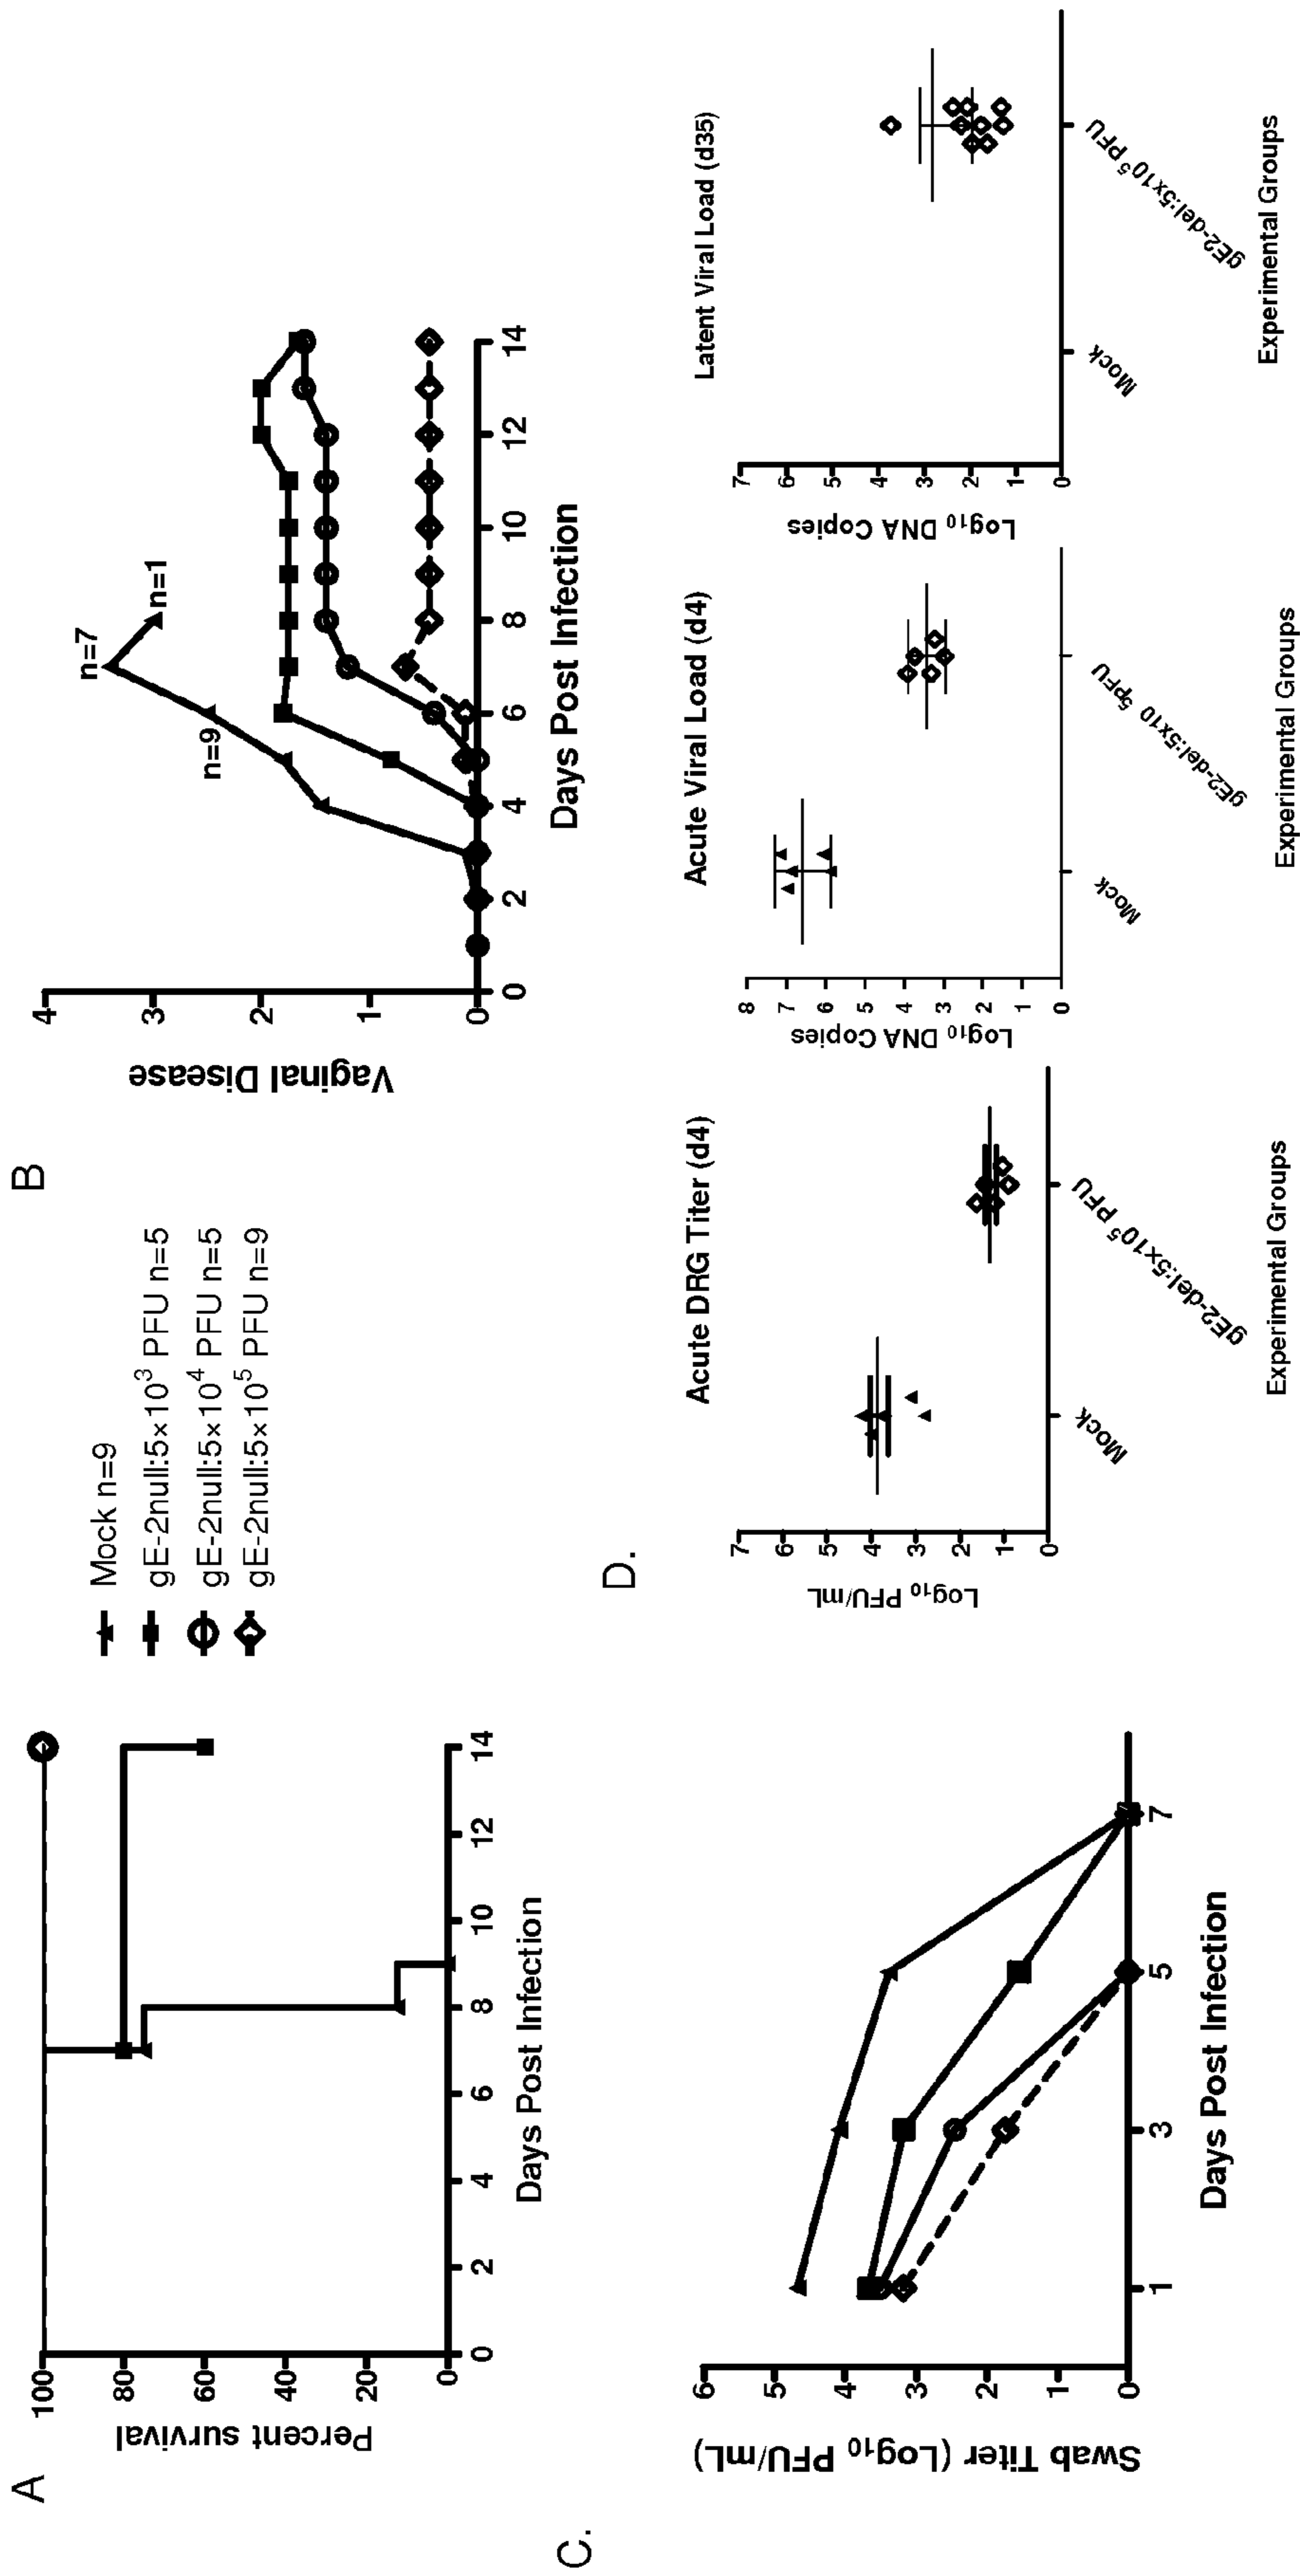 A
Percent survival
100
80
60
40
20
0
0 2 4 6 8 10 12 14
Days Post Infection
Mock n=9
gE-2null:5×10³ PFU n=5
gE-2null:5×10⁴ PFU n=5
gE-2null:5×10⁵ PFU n=9
B
Vaginal Disease
4
3
2
1
0
n=9
n=7
n=1
0 2 4 6 8 10 12 14
Days Post Infection
C.
Swab Titer (Log₁₀ PFU/mL)
6
5
4
3
2
1
0
1 3 5 7
Days Post Infection
D.
Acute DRG Titer (d4)
Log₁₀ PFU/mL
7
6
5
4
3
2
1
0
Mock
gE2-del:5x10⁵ PFU
Experimental Groups
Acute Viral Load (d4)
Log₁₀ DNA Copies
8
7
6
5
4
3
2
1
0
Mock
gE2-del:5x10 ⁵PFU
Experimental Groups
Latent Viral Load (d35)
Log₁₀ DNA Copies
7
6
5
4
3
2
1
0
Mock
gE2-del:5x10⁵ PFU
Experimental Groups